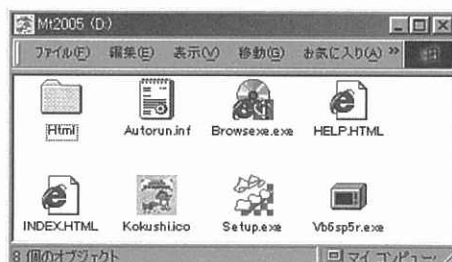 Mt2005 (D:)
ファイル(F) 編集(E) 表示(V) 移動(G) お気に入り(A) »
Html Autorun.inf Browsexe.exe HELP.HTML
INDEX.HTML Kokushi.ico Setup.exe Vb6sp5r.exe
8 個のオブジェクト マイ コンピュー